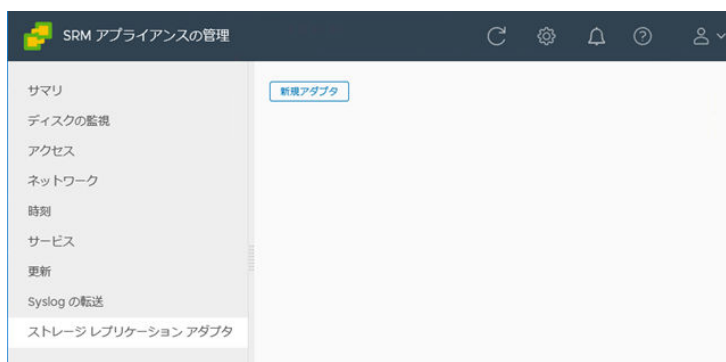 SRM アプライアンスの管理
サマリ
新規アダプタ
ディスクの監視
アクセス
ネットワーク
時刻
サービス
更新
Syslog の転送
ストレージ レプリケーション アダプタ